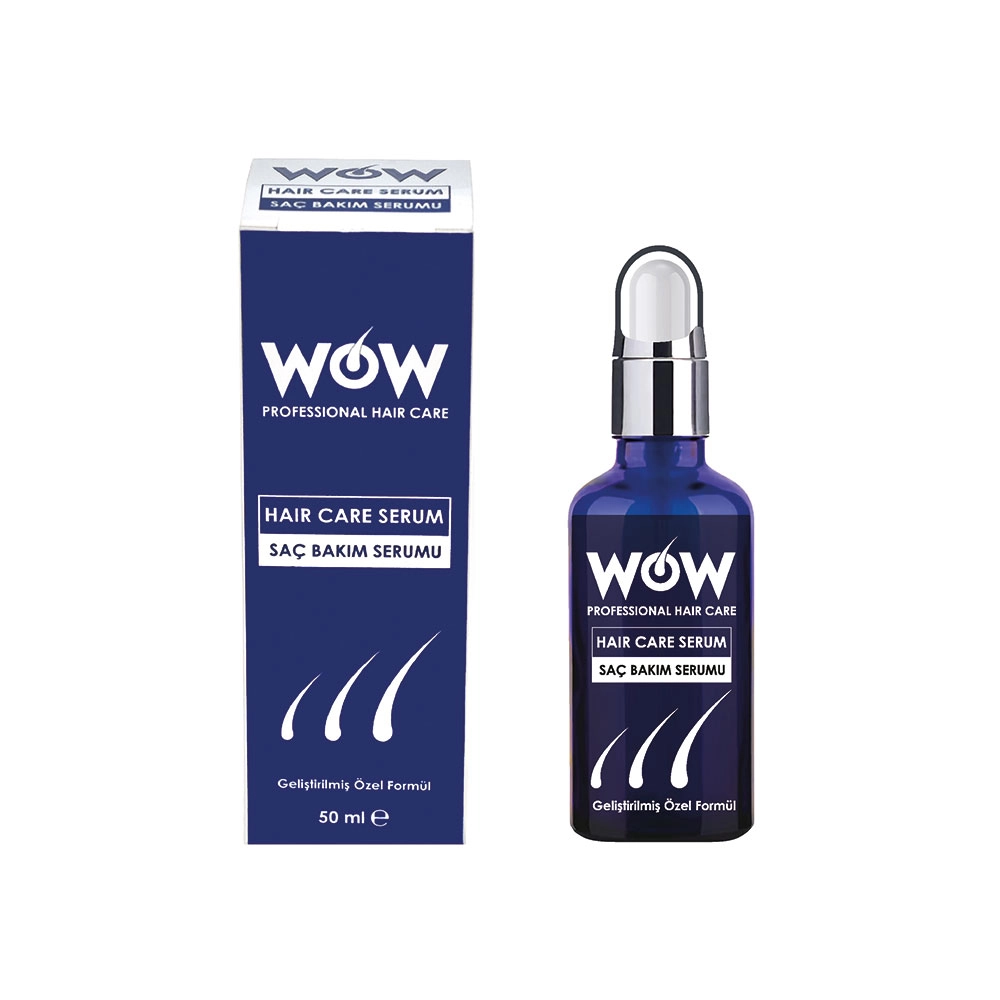 WOW
HAIR CARE SERUM
SAÇ BAKIM SERUMU
WOW
PROFESSIONAL HAIR CARE
HAIR CARE SERUM
SAÇ BAKIM SERUMU
Geliştirilmiş Özel Formül
50 ml ℮
WOW
PROFESSIONAL HAIR CARE
HAIR CARE SERUM
SAÇ BAKIM SERUMU
Geliştirilmiş Özel Formül